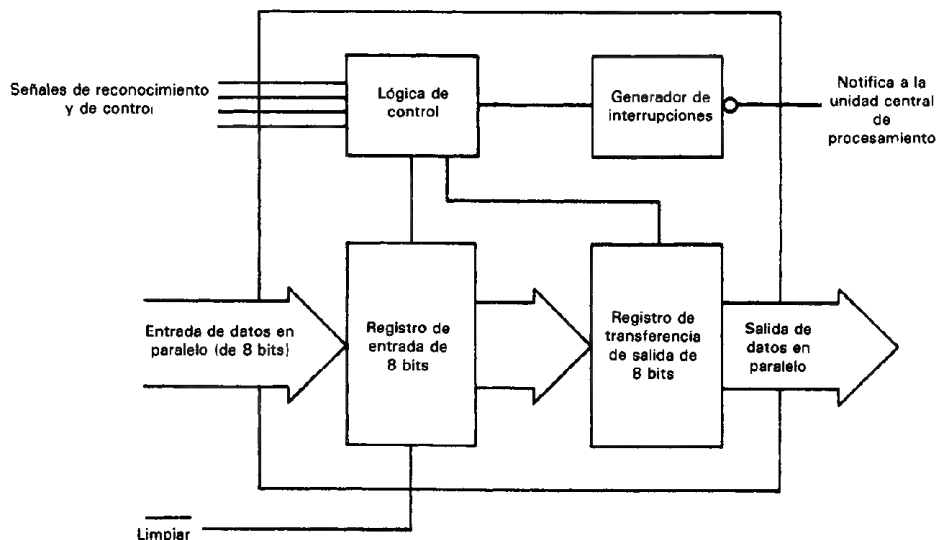 Señales de reconocimiento
y de control
Lógica de
control
Generador de
interrupciones
Notifica a la
unidad central
de
procesamiento
Entrada de datos en
paralelo (de 8 bits)
Registro de
entrada de
8 bits
Registro de
transferencia
de salida de
8 bits
Salida de
datos en
paralelo
Limpiar